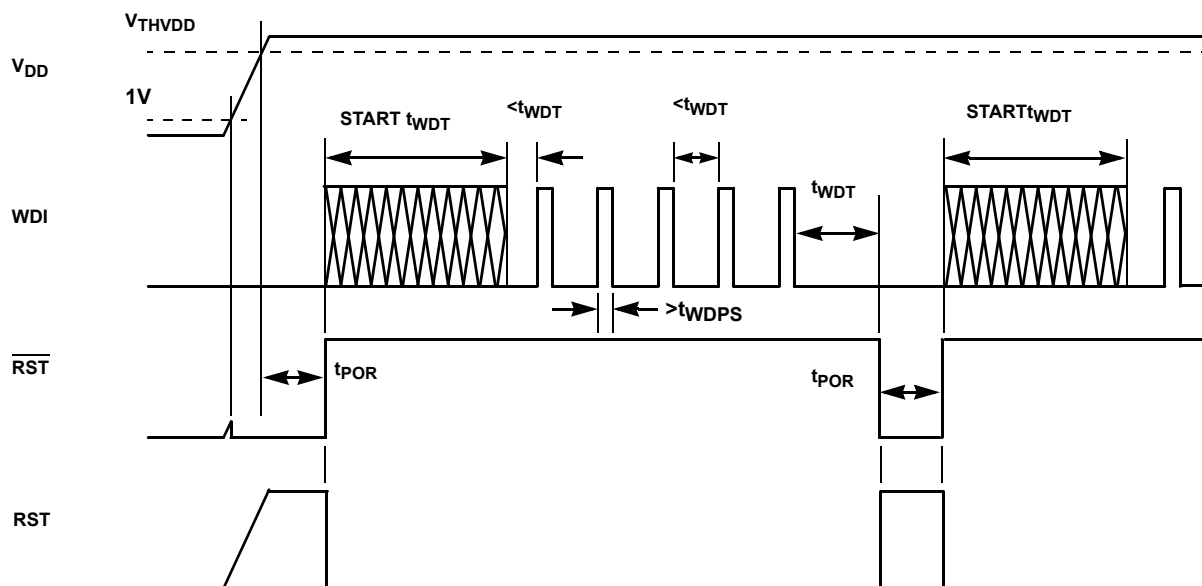 VTHVDD
VDD
1V
START tWDT
<tWDT
<tWDT
STARTtWDT
tWDT
WDI
>tWDPS
RST
tPOR
tPOR
RST